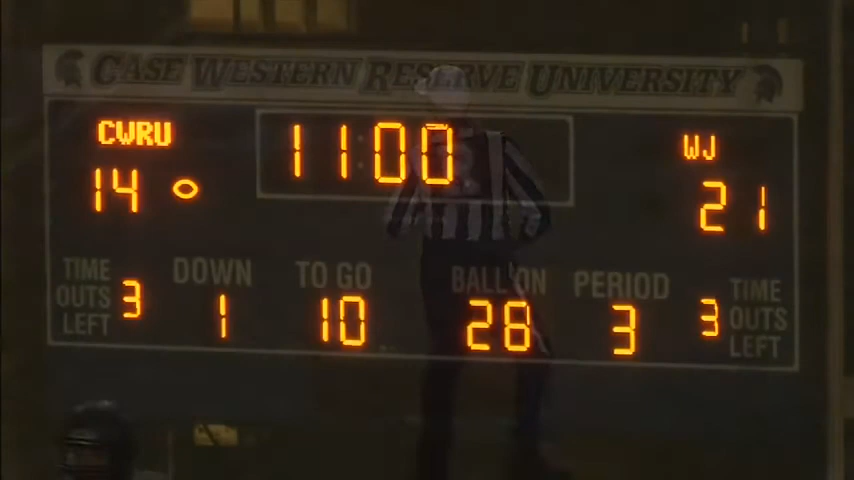 CASE WESTERN RESERVE UNIVERSITY
CWRU 11:00 WJ
14 21
TIME OUTS LEFT 3 DOWN 1 TO GO 10 BALL ON 28 PERIOD 3 3 TIME OUTS LEFT